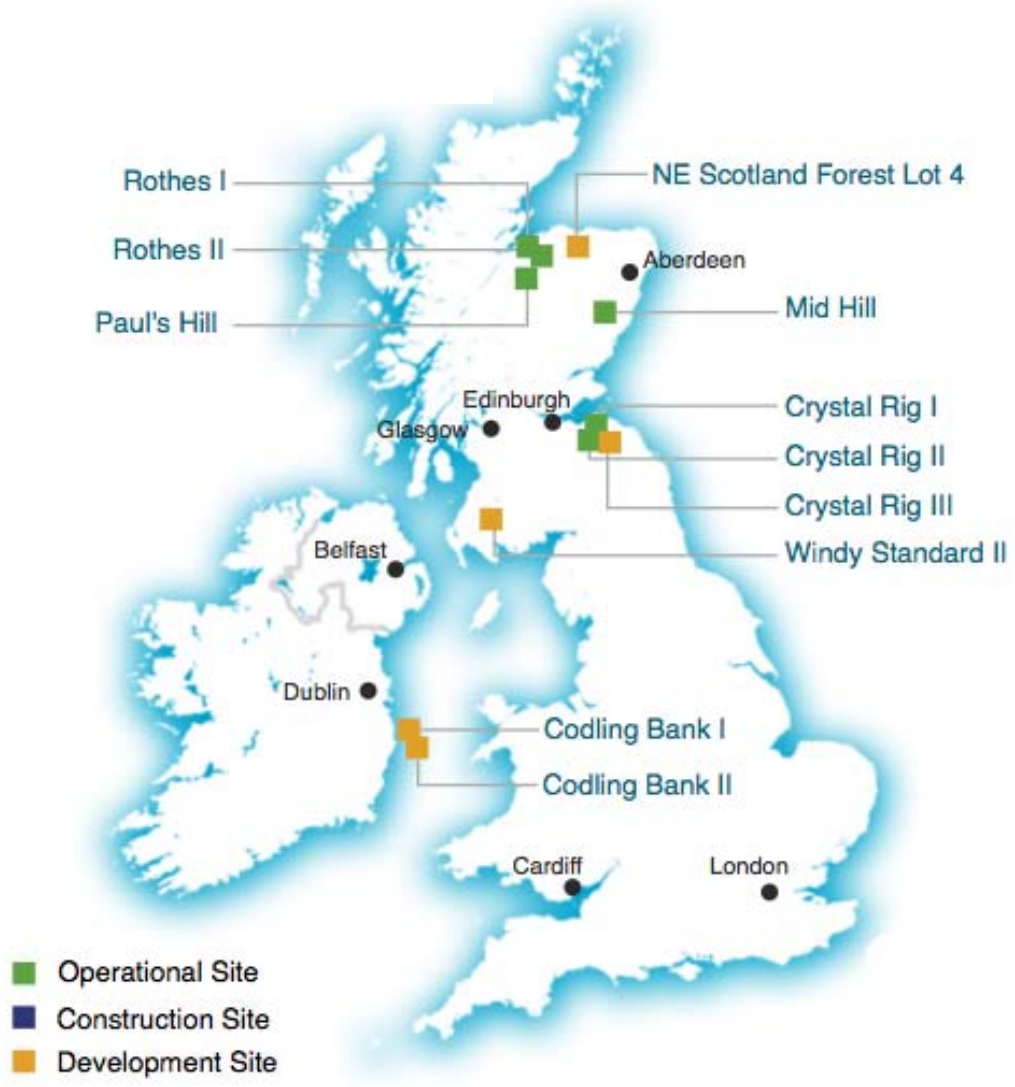 Rothes I
NE Scotland Forest Lot 4
Rothes II
Aberdeen
Paul's Hill
Mid Hill
Edinburgh
Crystal Rig I
Glasgow
Crystal Rig II
Crystal Rig III
Belfast
Windy Standard II
Dublin
Codling Bank I
Codling Bank II
Cardiff
London
Operational Site
Construction Site
Development Site